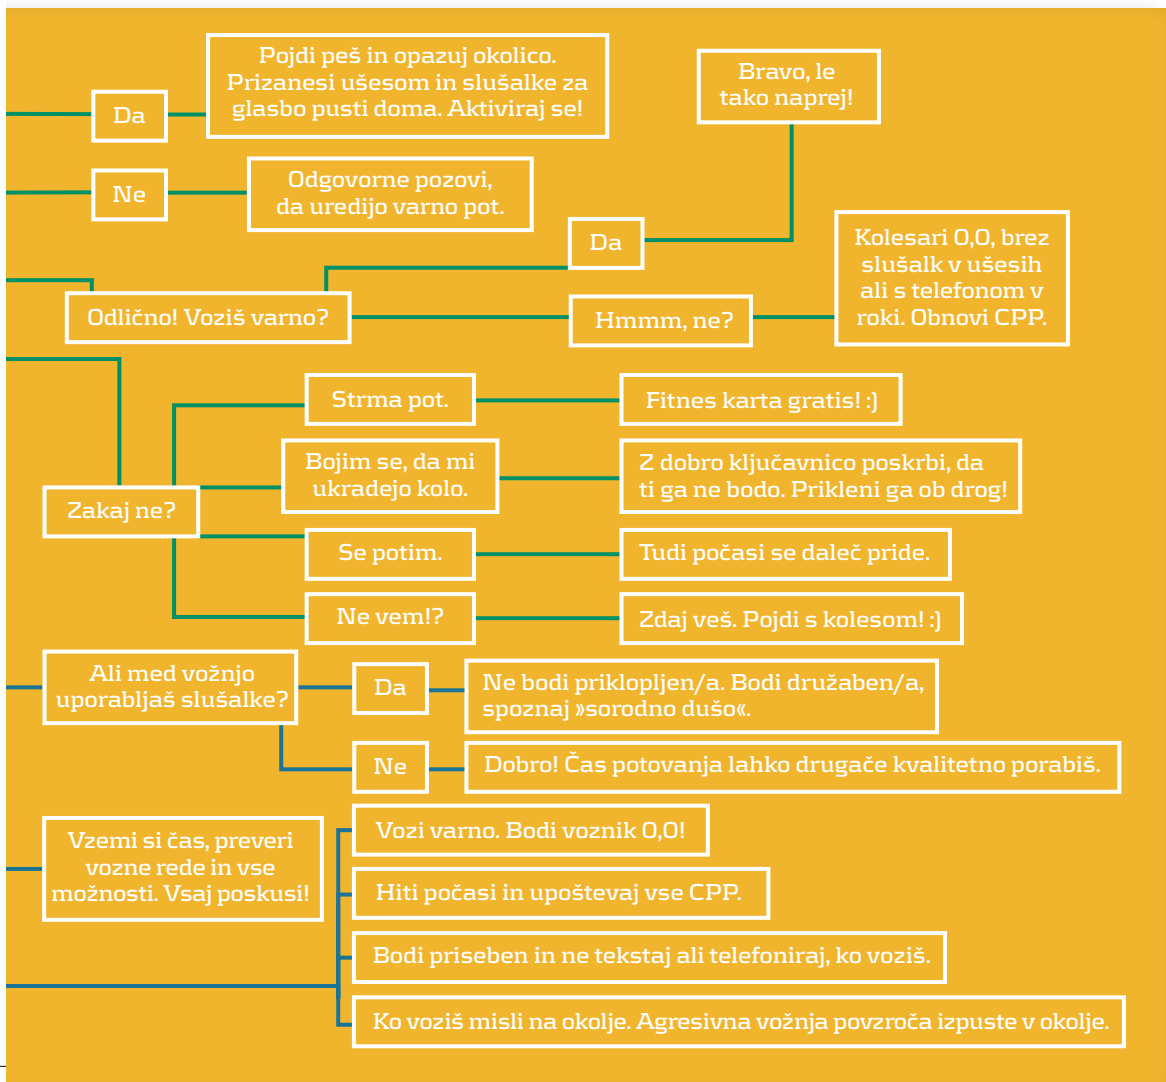 Da
Pojdi peš in opazuj okolico.
Prizanesi ušesom in slušalke za
glasbo pusti doma. Aktiviraj se!
Ne
Odgovorne pozovi,
da uredijo varno pot.
Odlično! Voziš varno?
Da
Bravo, le
tako naprej!
Hmmm, ne?
Kolesari 0,0, brez
slušalk v ušesih
ali s telefonom v
roki. Obnovi CPP.
Zakaj ne?
Strma pot.
Fitnes karta gratis! :)
Bojim se, da mi
ukradejo kolo.
Z dobro ključavnico poskrbi, da
ti ga ne bodo. Prikleni ga ob drog!
Se potim.
Tudi počasi se daleč pride.
Ne vem!?
Zdaj veš. Pojdi s kolesom! :)
Ali med vožnjo
uporabljaš slušalke?
Da
Ne bodi priklopljen/a. Bodi družaben/a,
spoznaj »sorodno dušo«.
Ne
Dobro! Čas potovanja lahko drugače kvalitetno porabiš.
Vzemi si čas, preveri
vozne rede in vse
možnosti. Vsaj poskusi!
Vozi varno. Bodi voznik 0,0!
Hiti počasi in upoštevaj vse CPP.
Bodi priseben in ne tekstaj ali telefoniraj, ko voziš.
Ko voziš misli na okolje. Agresivna vožnja povzroča izpuste v okolje.